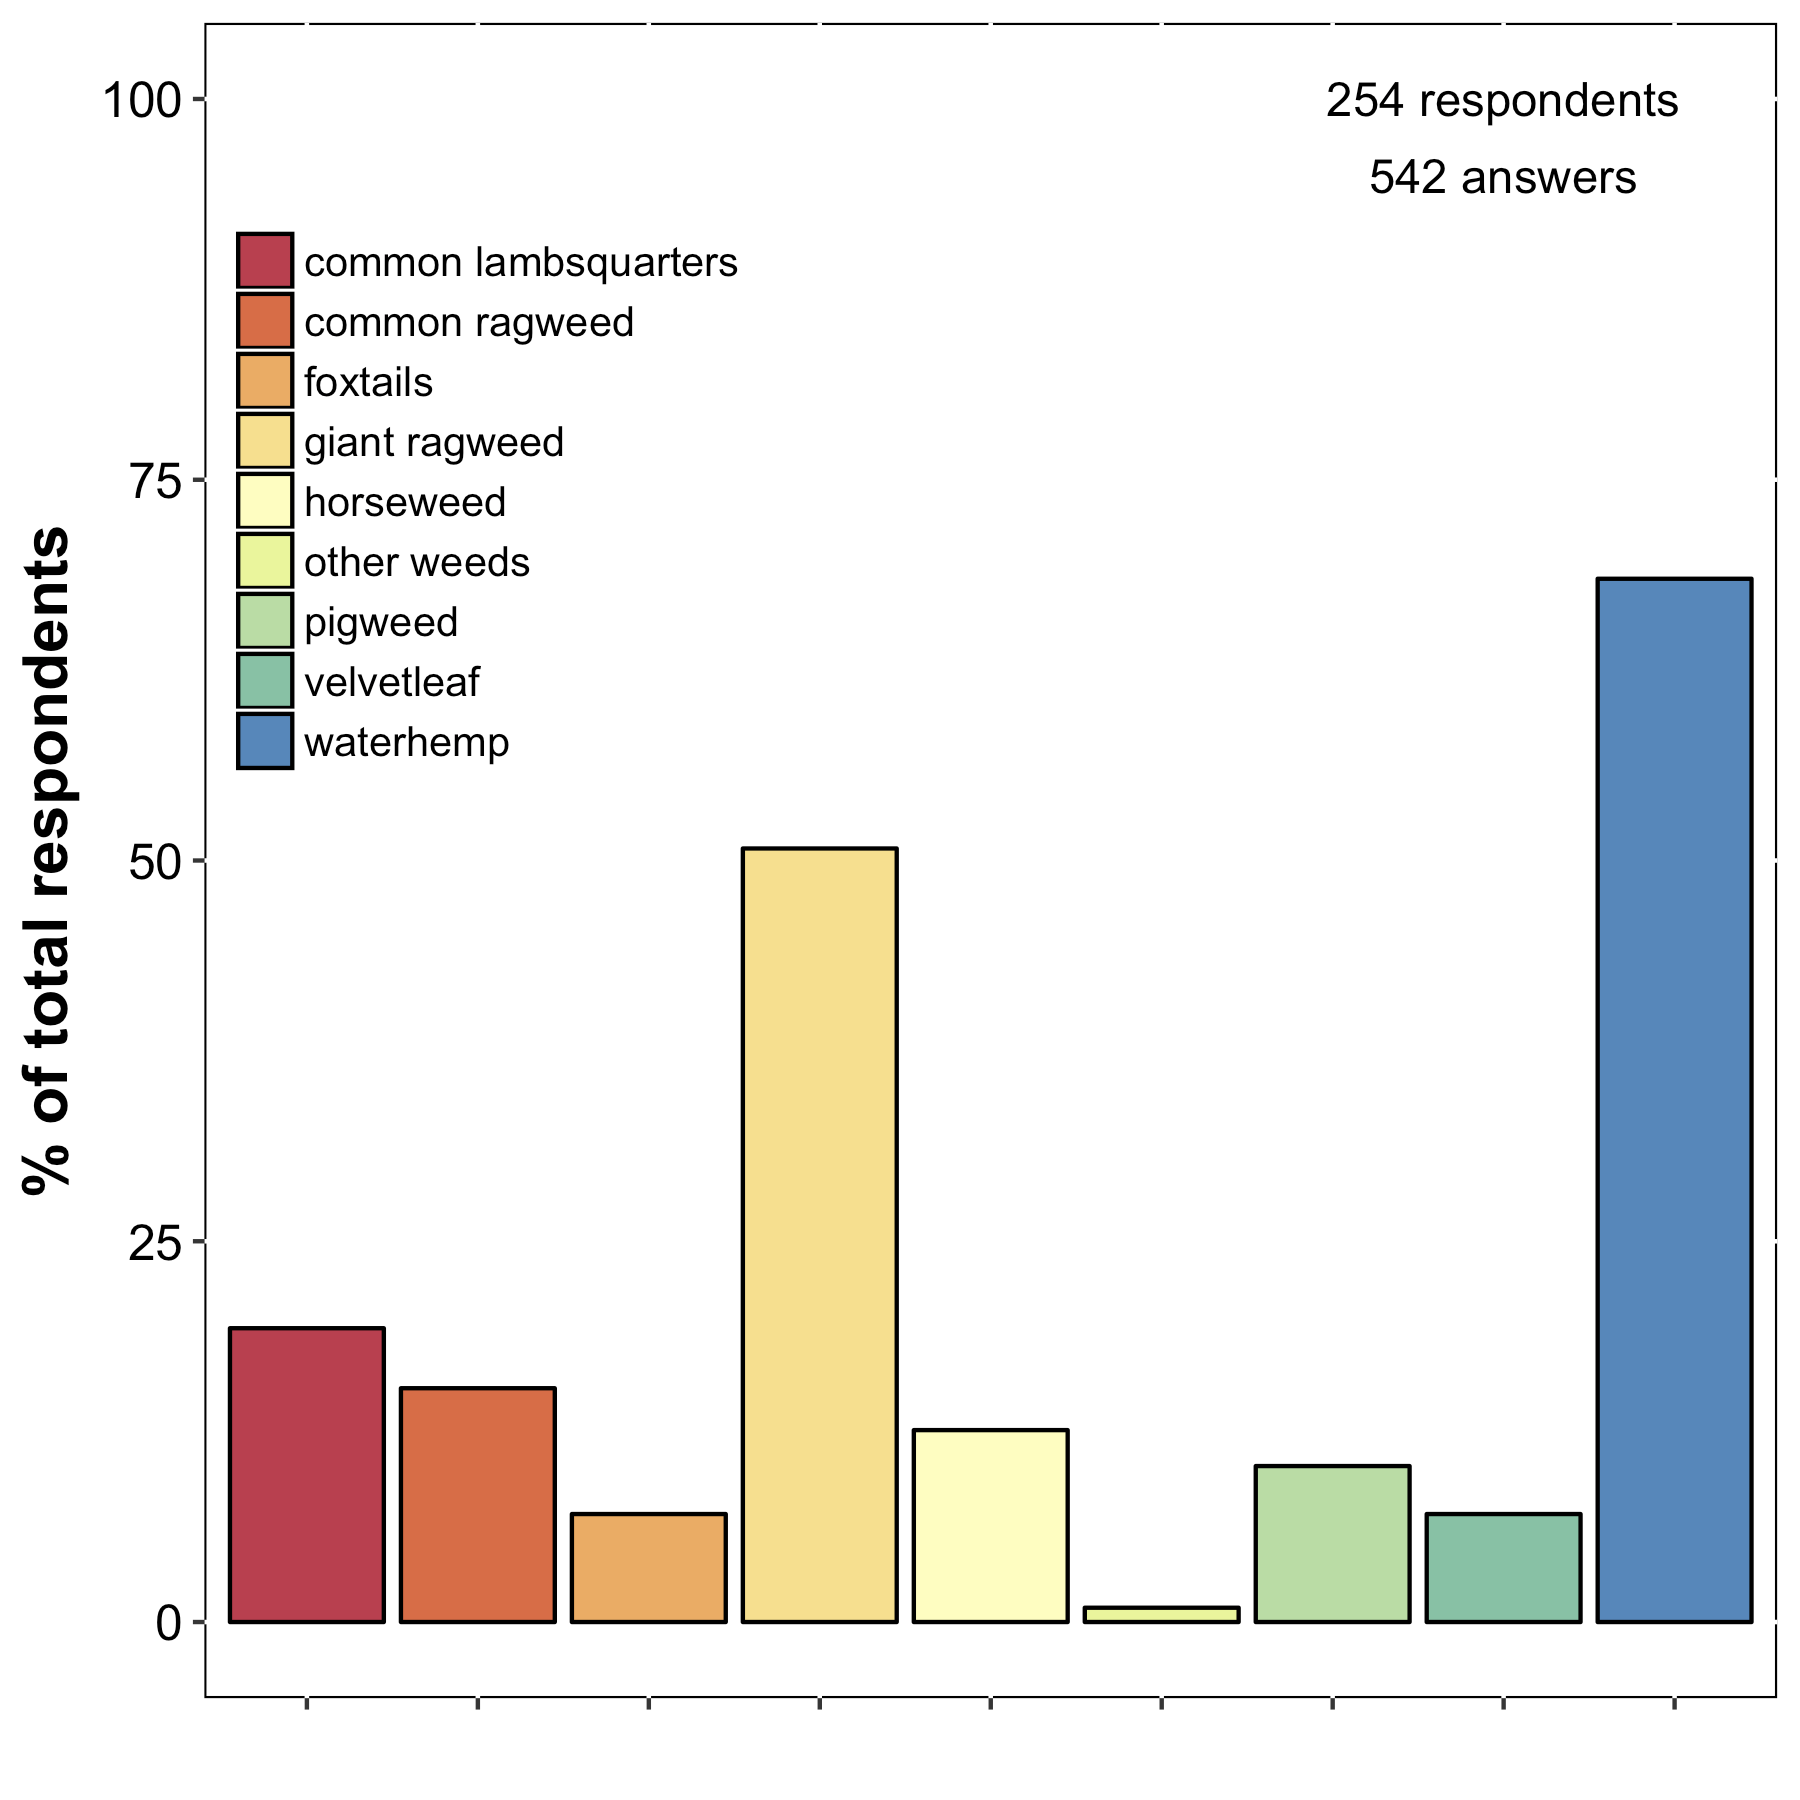 100
254 respondents
542 answers
common lambsquarters
common ragweed
foxtails
giant ragweed
75
horseweed
other weeds
pigweed
velvetleaf
waterhemp
% of total respondents
50
25
0